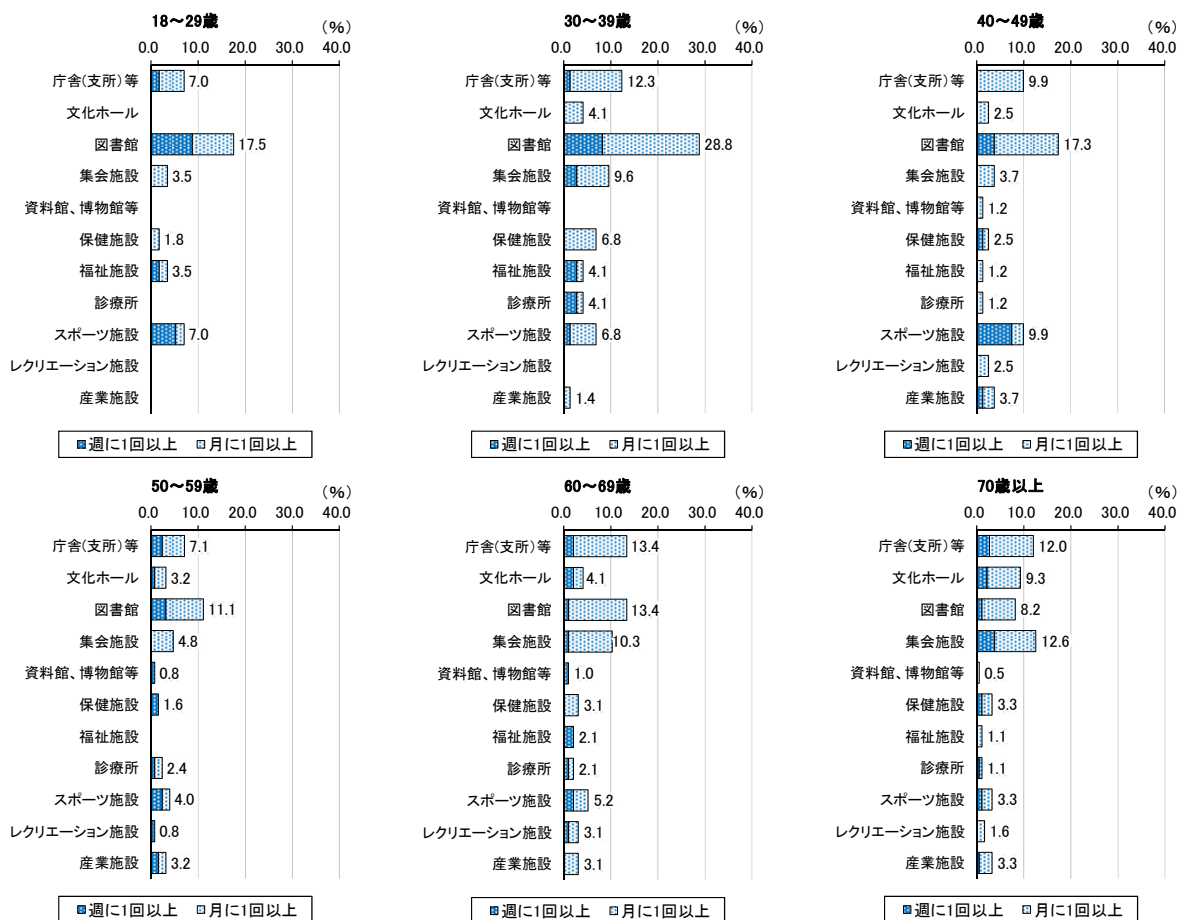 18～29歳
(%)
0.0 10.0 20.0 30.0 40.0
庁舎(支所)等 7.0
文化ホール
図書館 17.5
集会施設 3.5
資料館、博物館等
保健施設 1.8
福祉施設 3.5
診療所
スポーツ施設 7.0
レクリエーション施設
産業施設
週に1回以上 月に1回以上
30～39歳
(%)
0.0 10.0 20.0 30.0 40.0
庁舎(支所)等 12.3
文化ホール 4.1
図書館 28.8
集会施設 9.6
資料館、博物館等
保健施設 6.8
福祉施設 4.1
診療所 4.1
スポーツ施設 6.8
レクリエーション施設
産業施設 1.4
週に1回以上 月に1回以上
40～49歳
(%)
0.0 10.0 20.0 30.0 40.0
庁舎(支所)等 9.9
文化ホール 2.5
図書館 17.3
集会施設 3.7
資料館、博物館等 1.2
保健施設 2.5
福祉施設 1.2
診療所 1.2
スポーツ施設 9.9
レクリエーション施設 2.5
産業施設 3.7
週に1回以上 月に1回以上
50～59歳
(%)
0.0 10.0 20.0 30.0 40.0
庁舎(支所)等 7.1
文化ホール 3.2
図書館 11.1
集会施設 4.8
資料館、博物館等 0.8
保健施設 1.6
福祉施設
診療所 2.4
スポーツ施設 4.0
レクリエーション施設 0.8
産業施設 3.2
週に1回以上 月に1回以上
60～69歳
(%)
0.0 10.0 20.0 30.0 40.0
庁舎(支所)等 13.4
文化ホール 4.1
図書館 13.4
集会施設 10.3
資料館、博物館等 1.0
保健施設 3.1
福祉施設 2.1
診療所 2.1
スポーツ施設 5.2
レクリエーション施設 3.1
産業施設 3.1
週に1回以上 月に1回以上
70歳以上
(%)
0.0 10.0 20.0 30.0 40.0
庁舎(支所)等 12.0
文化ホール 9.3
図書館 8.2
集会施設 12.6
資料館、博物館等 0.5
保健施設 3.3
福祉施設 1.1
診療所 1.1
スポーツ施設 3.3
レクリエーション施設 1.6
産業施設 3.3
週に1回以上 月に1回以上